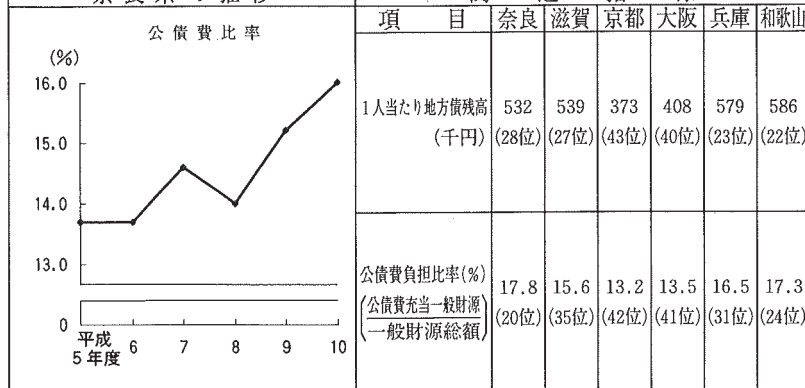 公債費比率
(%)
16.0
15.0
14.0
13.0
0
平成
5年度 6 7 8 9 10
項 目 奈良 滋賀 京都 大阪 兵庫 和歌山
1人当たり地方債残高 532 539 373 408 579 586
(千円) (28位) (27位) (43位) (40位) (23位) (22位)
公債費負担比率(%) 17.8 15.6 13.2 13.5 16.5 17.3
(公債費充当一般財源 (20位) (35位) (42位) (41位) (31位) (24位)
一般財源総額)